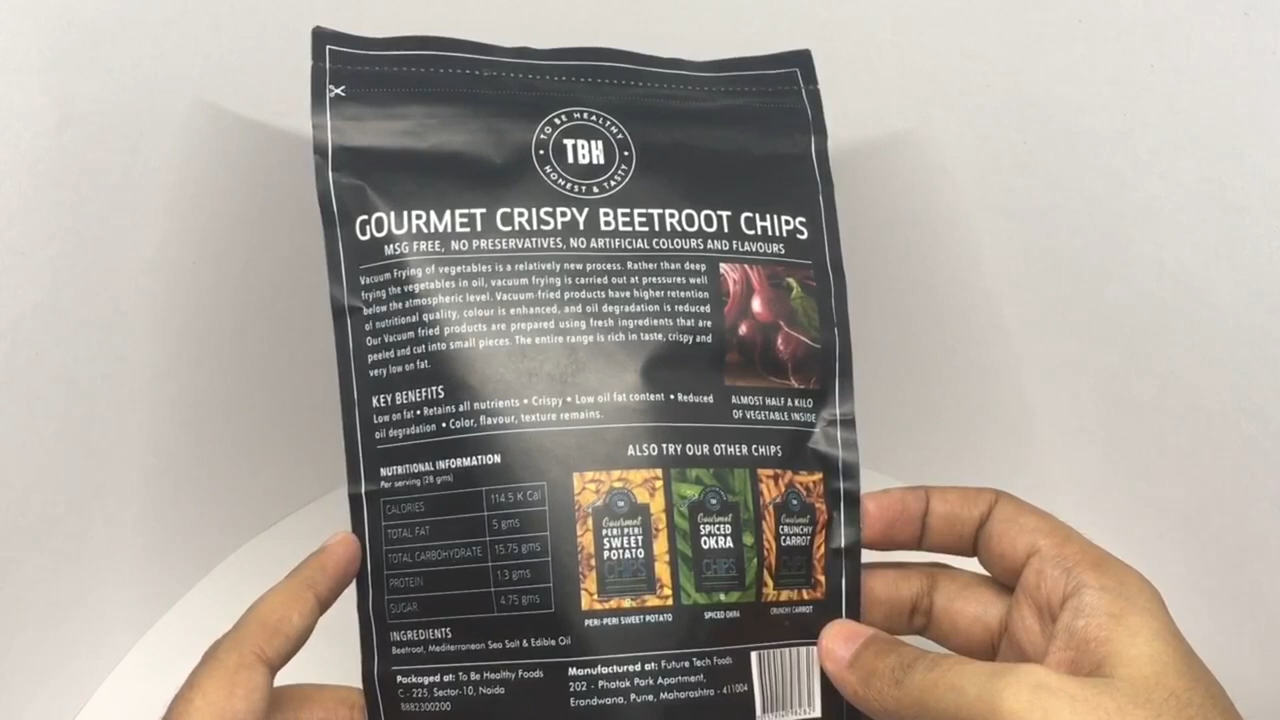 TO BE HEALTHY
TBH
HONEST & TASTY
GOURMET CRISPY BEETROOT CHIPS
MSG FREE, NO PRESERVATIVES, NO ARTIFICIAL COLOURS AND FLAVOURS
Vacuum Frying of vegetables is a relatively new process. Rather than deep
frying the vegetables in oil, vacuum frying is carried out at pressures well
below the atmospheric level. Vacuum-fried products have higher retention
of nutritional quality, colour is enhanced, and oil degradation is reduced
Our Vacuum fried products are prepared using fresh ingredients that are
peeled and cut into small pieces. The entire range is rich in taste, crispy and
very low on fat.
ALMOST HALF A KILO
OF VEGETABLE INSIDE
KEY BENEFITS
Low on fat • Retains all nutrients • Crispy • Low oil fat content • Reduced
oil degradation • Color, flavour, texture remains.
NUTRITIONAL INFORMATION
Per serving (28 gms)
CALORIES 114.5 K Cal
TOTAL FAT 5 gms
TOTAL CARBOHYDRATE 15.75 gms
PROTEIN 1.3 gms
SUGAR 4.75 gms
ALSO TRY OUR OTHER CHIPS
TBH
Gourmet
PERI PERI
SWEET
POTATO
CHIPS
PERI-PERI SWEET POTATO
TBH
Gourmet
SPICED
OKRA
CHIPS
SPICED OKRA
TBH
Gourmet
CRUNCHY
CARROT
CHIPS
CRUNCHY CARROT
INGREDIENTS
Beetroot, Mediterranean Sea Salt & Edible Oil
Packaged at: To Be Healthy Foods
C - 225, Sector-10, Noida
8882300200
Manufactured at: Future Tech Foods
202 - Phatak Park Apartment,
Erandwana, Pune, Maharashtra - 411004